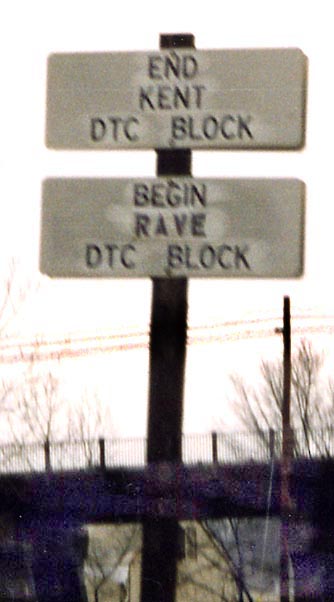 END
KENT
DTC BLOCK
BEGIN
RAVE
DTC BLOCK